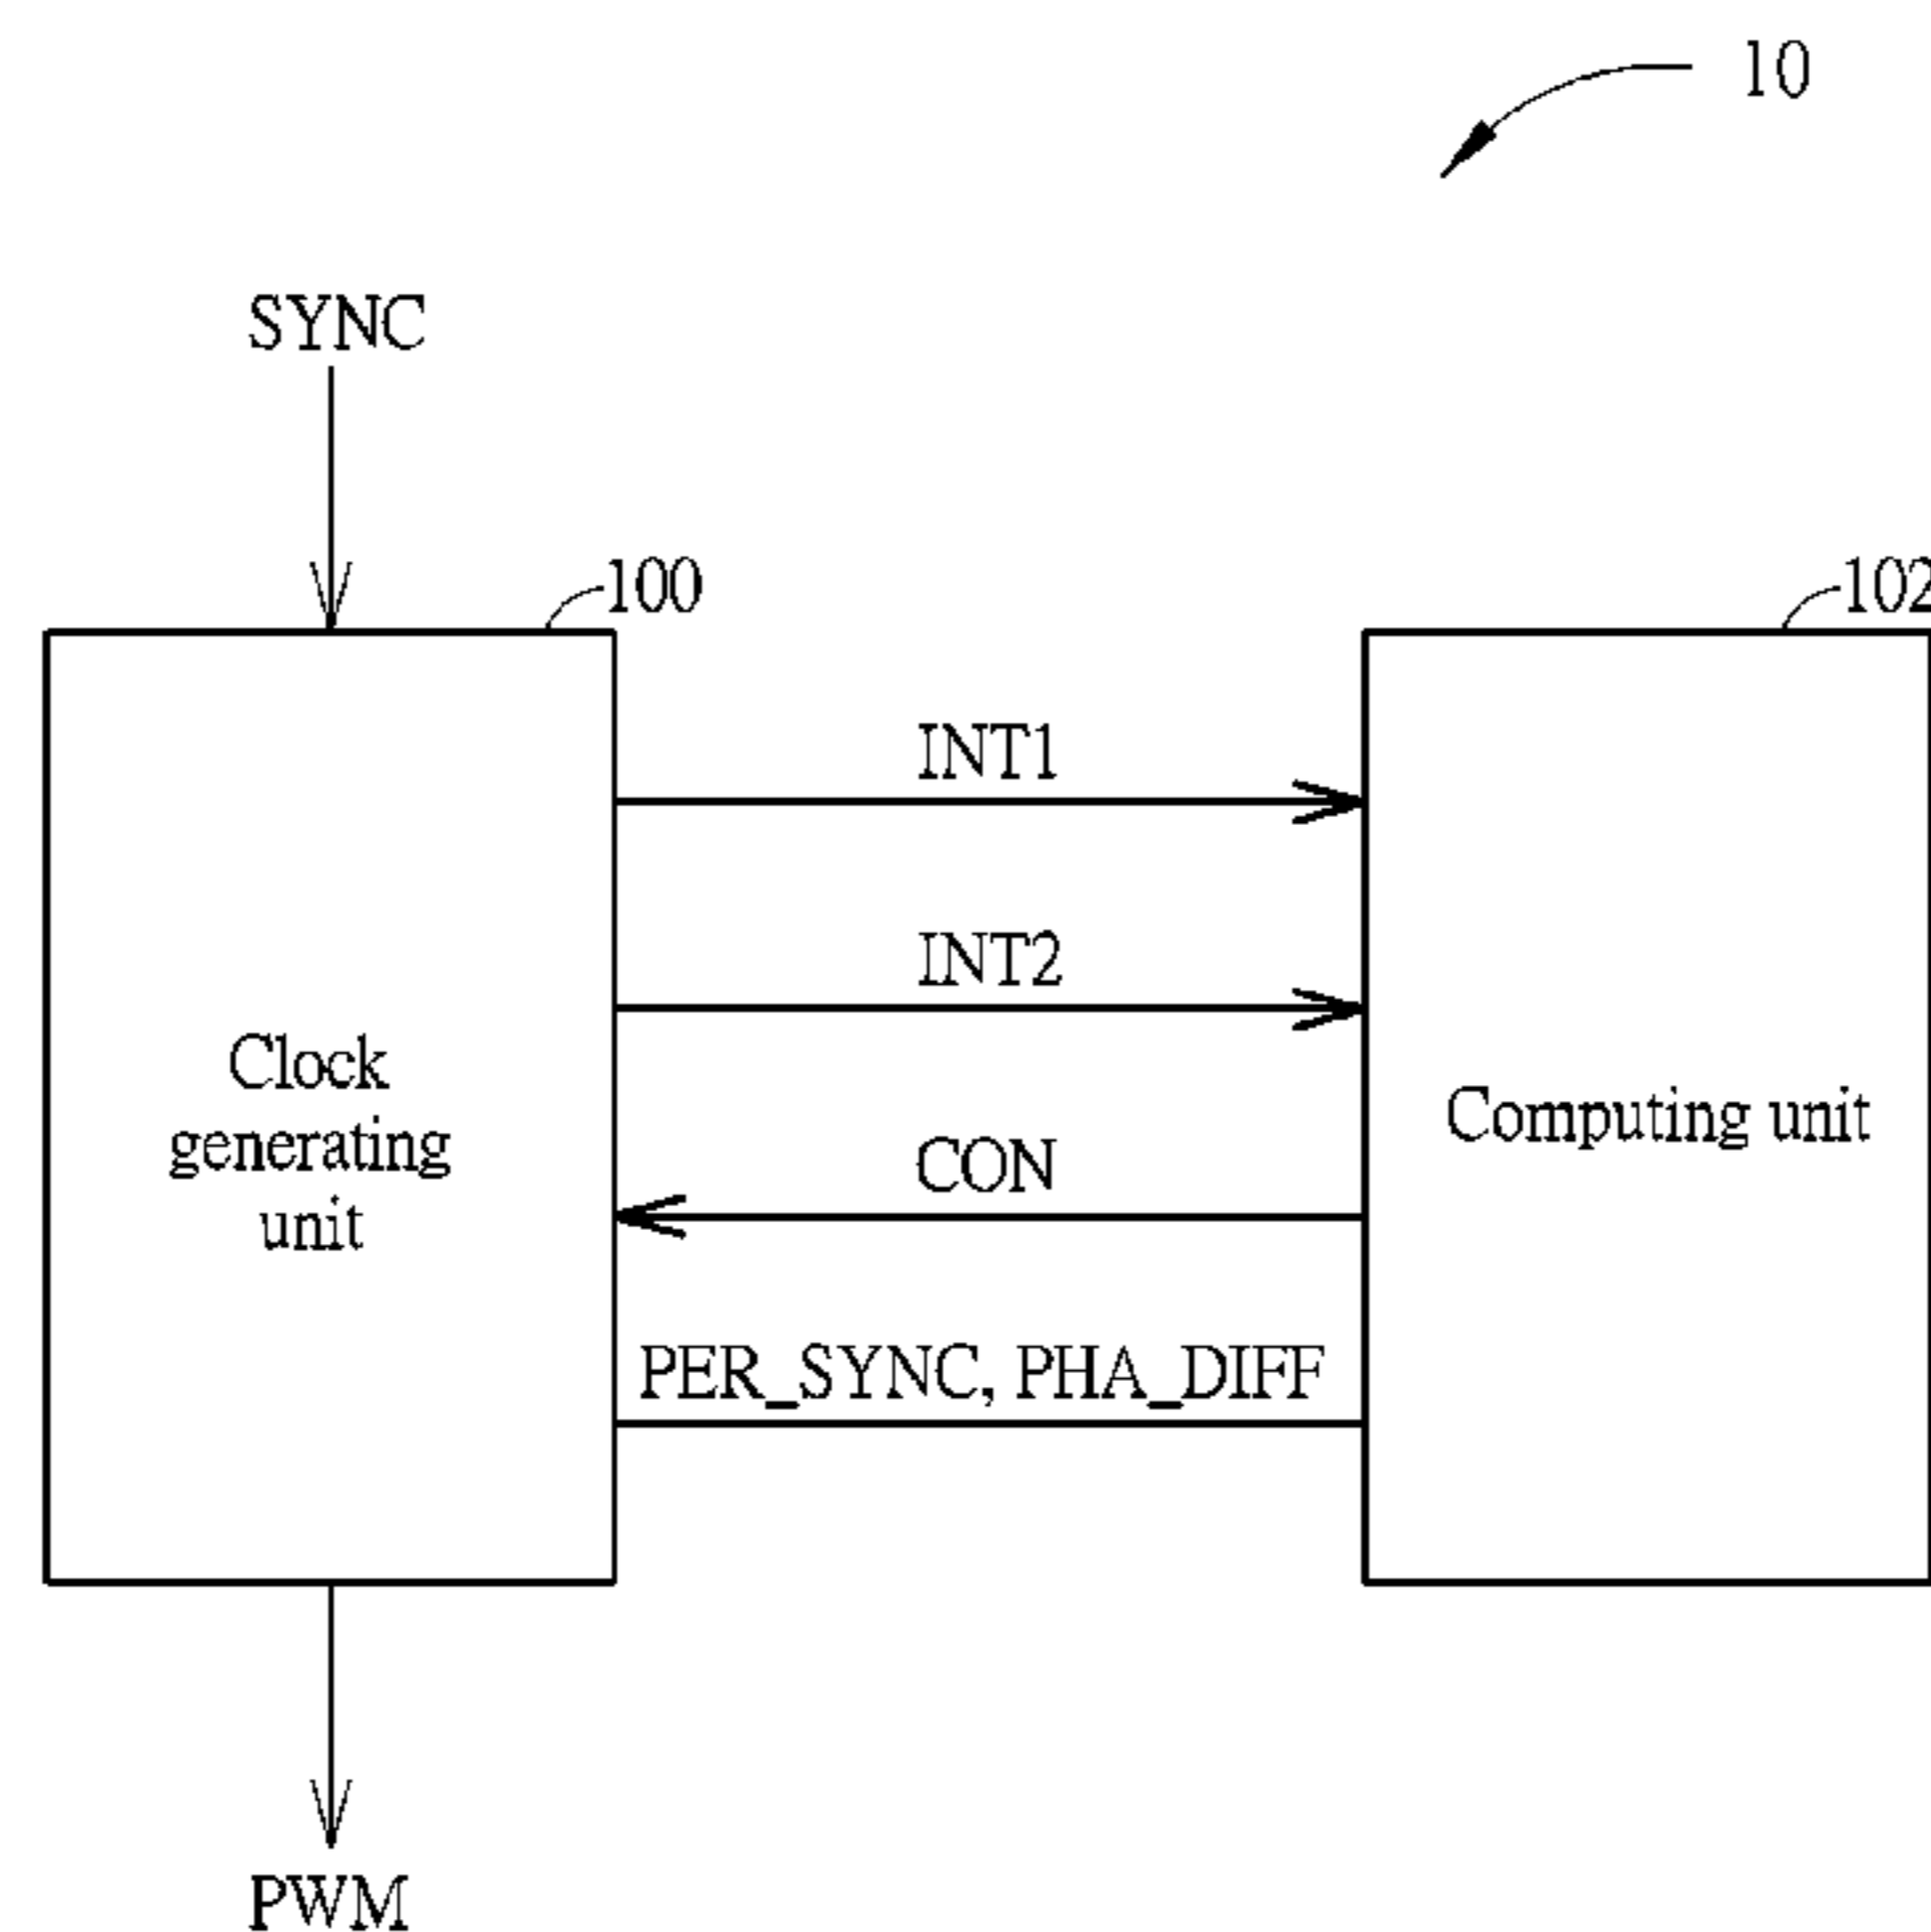 10
SYNC
100
102
INT1
INT2
Clock
generating
unit
Computing unit
CON
PER_SYNC, PHA_DIFF
PWM